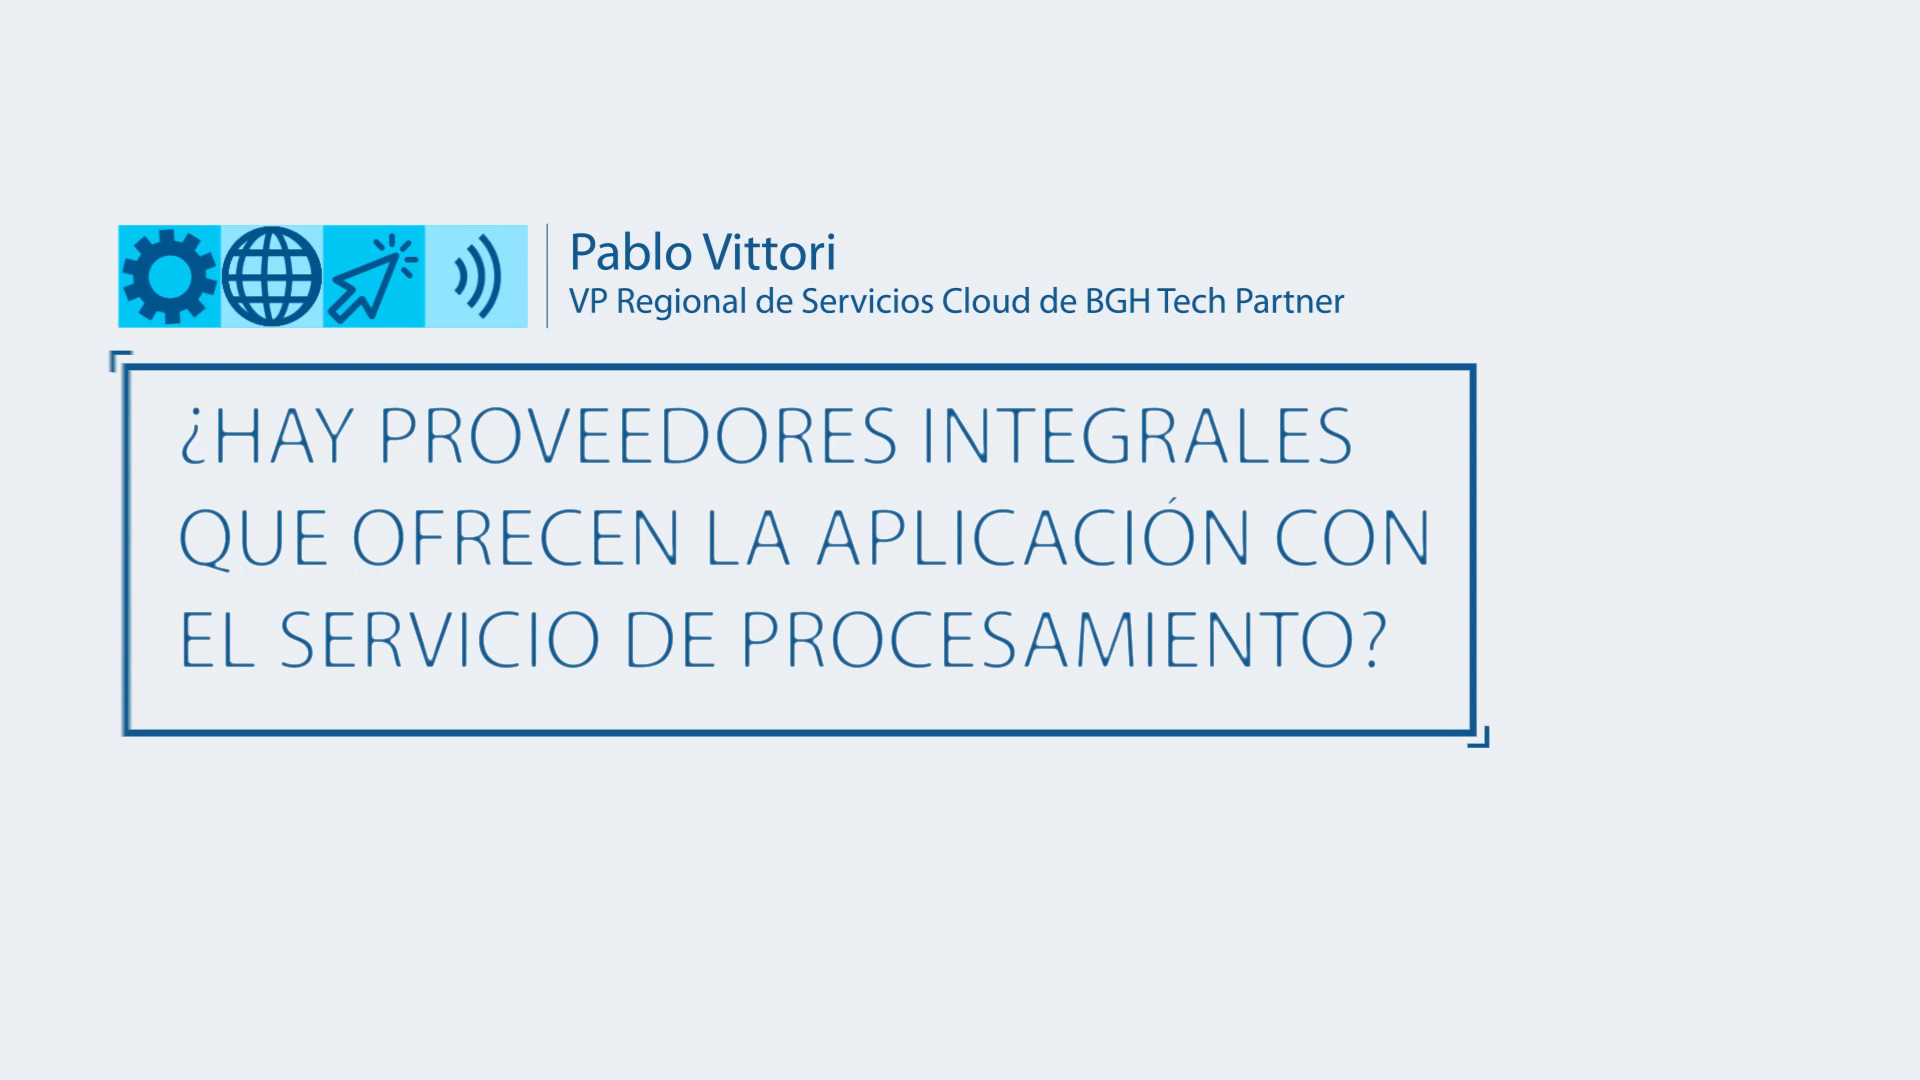 Pablo Vittori
VP Regional de Servicios Cloud de BGH Tech Partner
¿HAY PROVEEDORES INTEGRALES
QUE OFRECEN LA APLICACIÓN CON
EL SERVICIO DE PROCESAMIENTO?